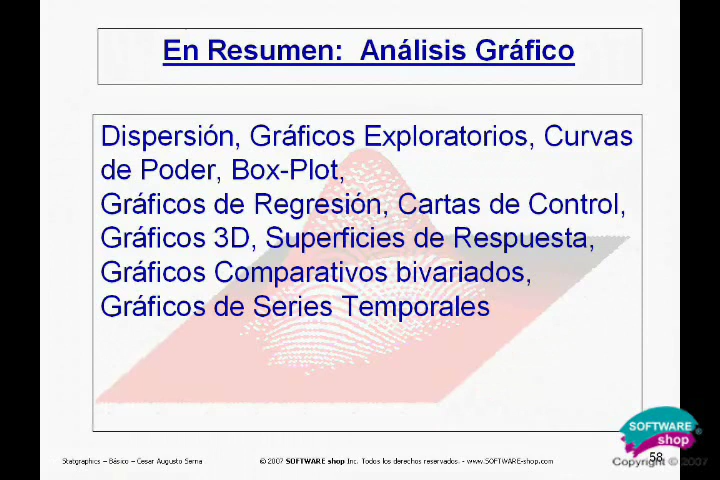 En Resumen: Análisis Gráfico
Dispersión, Gráficos Exploratorios, Curvas
de Poder, Box-Plot,
Gráficos de Regresión, Cartas de Control,
Gráficos 3D, Superficies de Respuesta,
Gráficos Comparativos bivariados,
Gráficos de Series Temporales
SOFTWARE
shop
®
Statgraphics – Básico – Cesar Augusto Serna
© 2007 SOFTWARE shop Inc. Todos los derechos reservados. - www.SOFTWARE-shop.com
58
Copyright © 2007